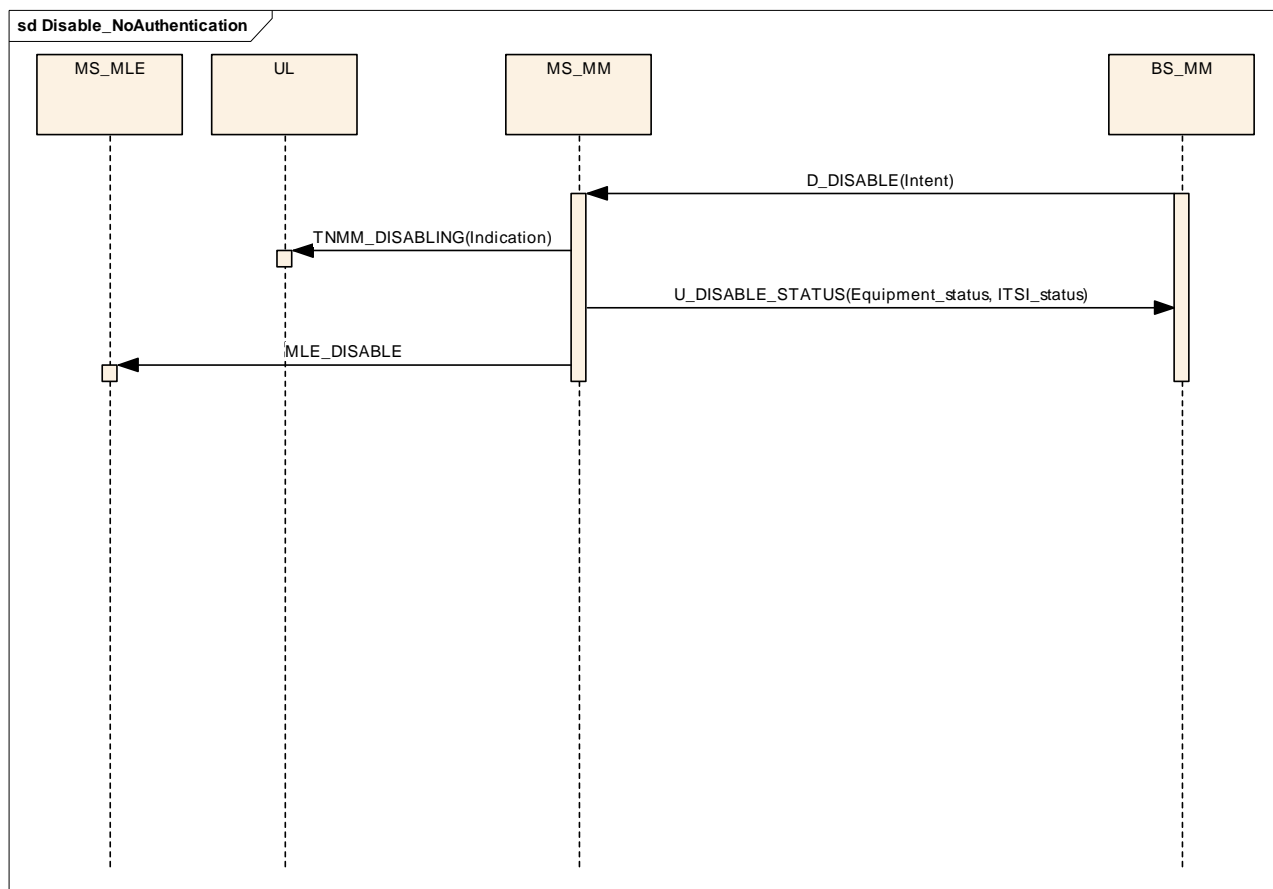 sd Disable_NoAuthentication
MS_MLE
UL
MS_MM
BS_MM
D_DISABLE(Intent)
TNMM_DISABLING(Indication)
U_DISABLE_STATUS(Equipment_status, ITSI_status)
MLE_DISABLE